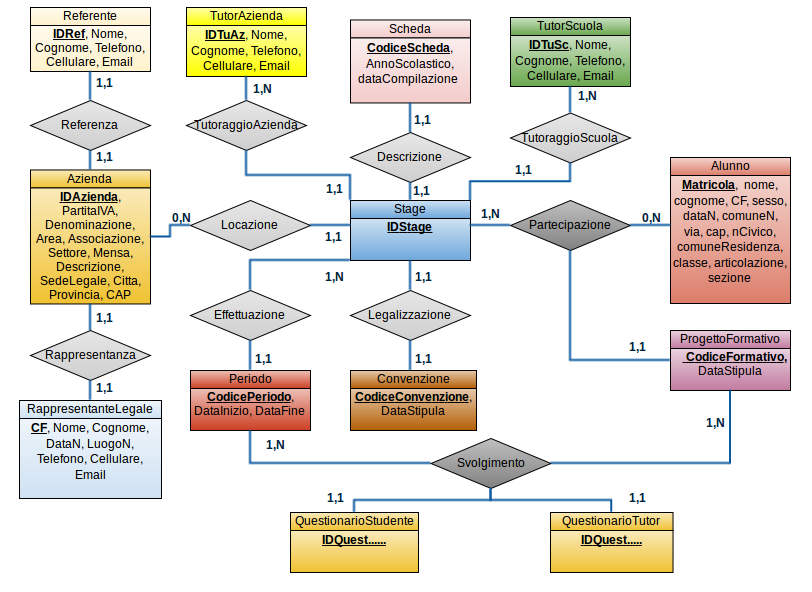 Referente
IDRef, Nome,
Cognome, Telefono,
Cellulare, Email
TutorAzienda
IDTuAz, Nome,
Cognome, Telefono,
Cellulare, Email
Scheda
CodiceScheda,
AnnoScolastico,
dataCompilazione
TutorScuola
IDTuSc, Nome,
Cognome, Telefono,
Cellulare, Email
1,1
1,N
1,1
1,N
Referenza
TutoraggioAzienda
Descrizione
TutoraggioScuola
1,1
1,1
1,1
1,1
Azienda
IDAzienda,
PartitaIVA,
Denominazione,
Area, Associazione,
Settore, Mensa,
Descrizione,
SedeLegale, Citta,
Provincia, CAP
0,N
Locazione
1,1
Stage
IDStage
1,N
Partecipazione
0,N
Alunno
Matricola, nome,
cognome, CF, sesso,
dataN, comuneN,
via, cap, nCivico,
comuneResidenza,
classe, articolazione,
sezione
1,N
1,1
1,1
Effettuazione
Legalizzazione
1,1
Rappresentanza
1,1
1,1
1,1
1,1
ProgettoFormativo
CodiceFormativo,
DataStipula
Periodo
CodicePeriodo,
DataInizio, DataFine
Convenzione
CodiceConvenzione,
DataStipula
RappresentanteLegale
CF, Nome, Cognome,
DataN, LuogoN,
Telefono, Cellulare,
Email
1,N
1,N
Svolgimento
1,1
1,1
QuestionarioStudente
IDQuest......
QuestionarioTutor
IDQuest.....